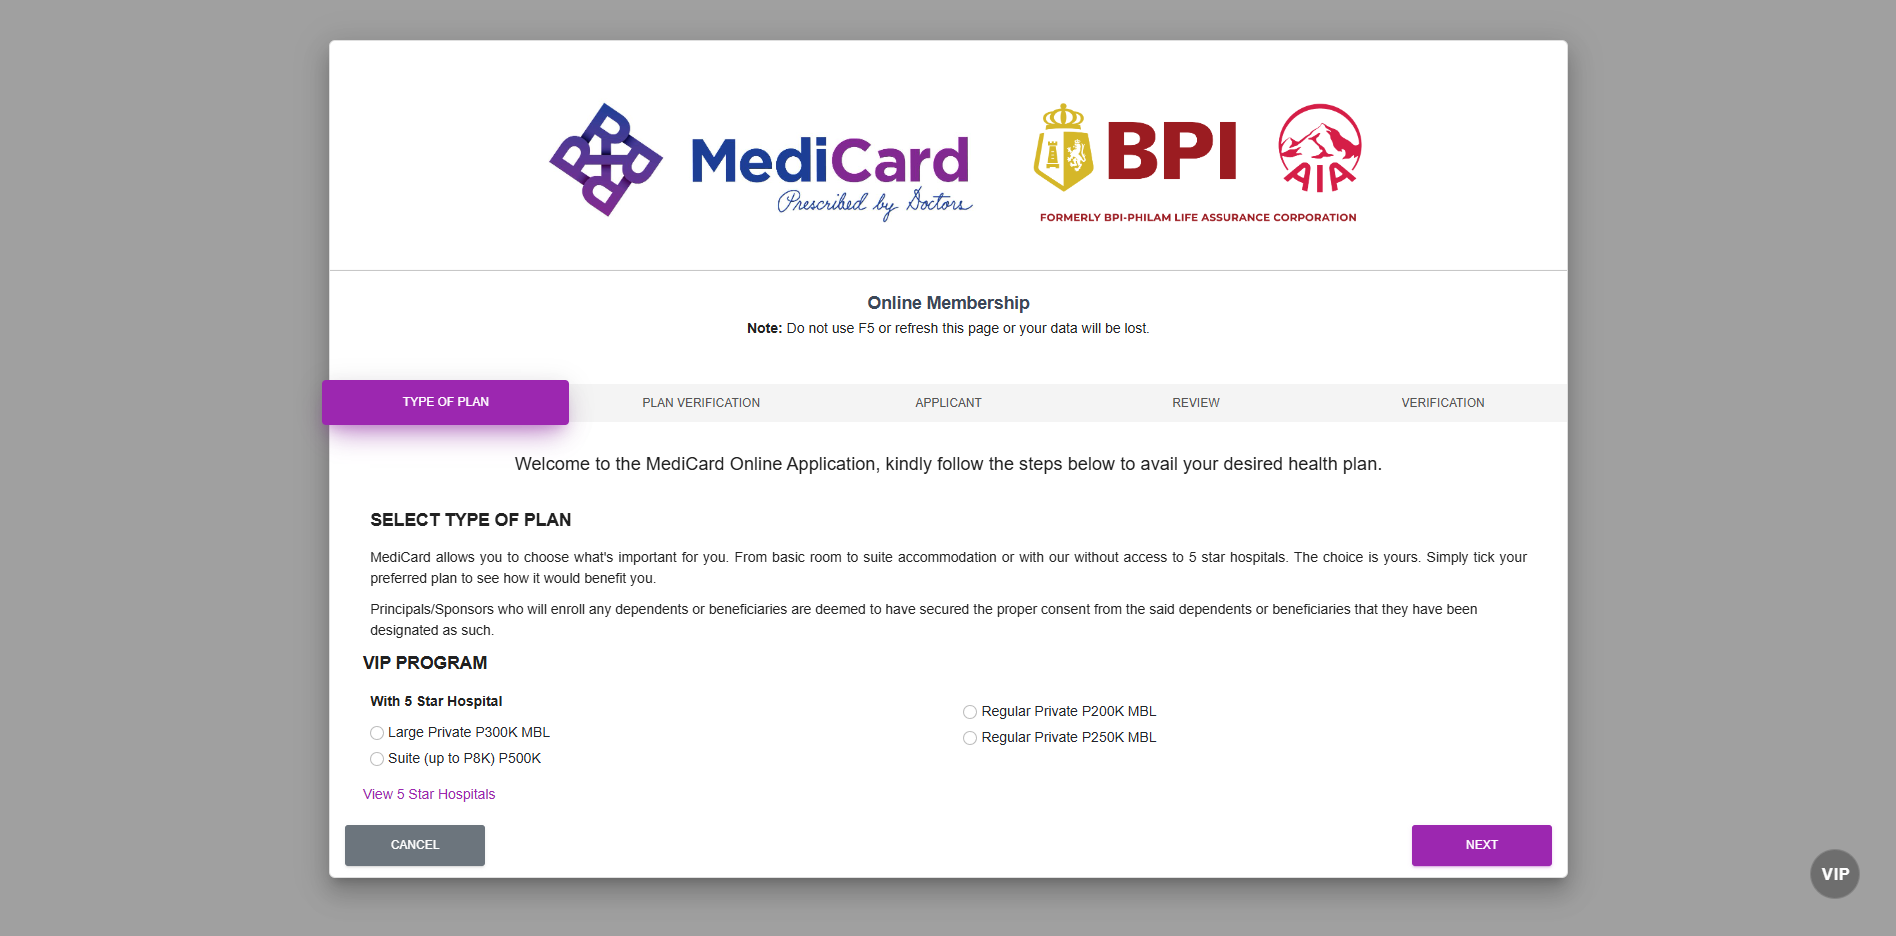 MediCard
Prescribed by Doctors
BPI
AIA
FORMERLY BPI-PHILAM LIFE ASSURANCE CORPORATION
Online Membership
Note: Do not use F5 or refresh this page or your data will be lost.
TYPE OF PLAN
PLAN VERIFICATION
APPLICANT
REVIEW
VERIFICATION
Welcome to the MediCard Online Application, kindly follow the steps below to avail your desired health plan.
SELECT TYPE OF PLAN
MediCard allows you to choose what's important for you. From basic room to suite accommodation or with our without access to 5 star hospitals. The choice is yours. Simply tick your
preferred plan to see how it would benefit you.
Principals/Sponsors who will enroll any dependents or beneficiaries are deemed to have secured the proper consent from the said dependents or beneficiaries that they have been
designated as such.
VIP PROGRAM
With 5 Star Hospital
Large Private P300K MBL
Suite (up to P8K) P500K
Regular Private P200K MBL
Regular Private P250K MBL
View 5 Star Hospitals
CANCEL
NEXT
VIP